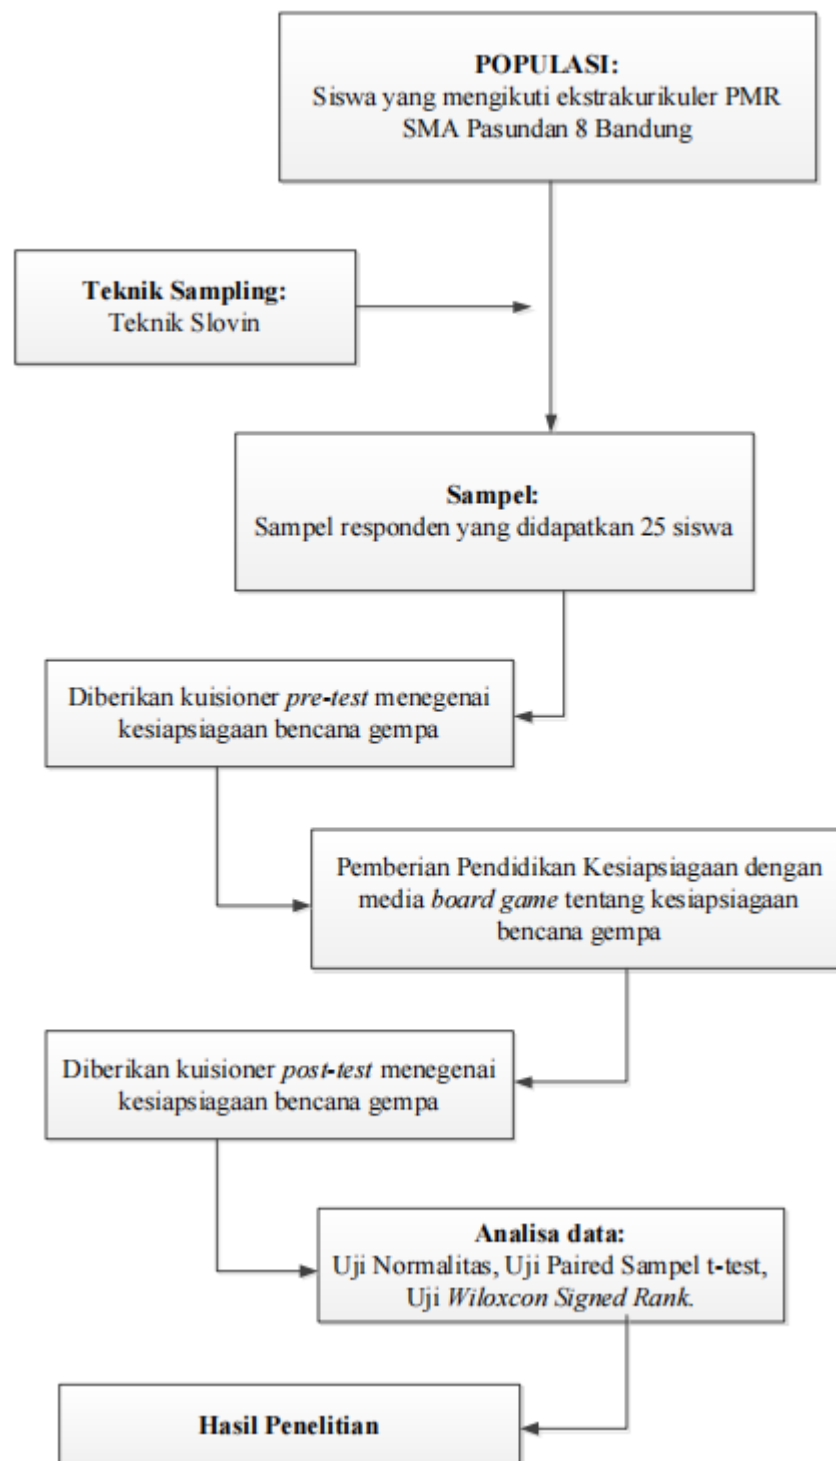 POPULASI:
Siswa yang mengikuti ekstrakurikuler PMR
SMA Pasundan 8 Bandung
Teknik Sampling:
Teknik Slovin
Sampel:
Sampel responden yang didapatkan 25 siswa
Diberikan kuisioner pre-test menegenai
kesiapsiagaan bencana gempa
Pemberian Pendidikan Kesiapsiagaan dengan
media board game tentang kesiapsiagaan
bencana gempa
Diberikan kuisioner post-test menegenai
kesiapsiagaan bencana gempa
Analisa data:
Uji Normalitas, Uji Paired Sampel t-test,
Uji Wiloxcon Signed Rank.
Hasil Penelitian